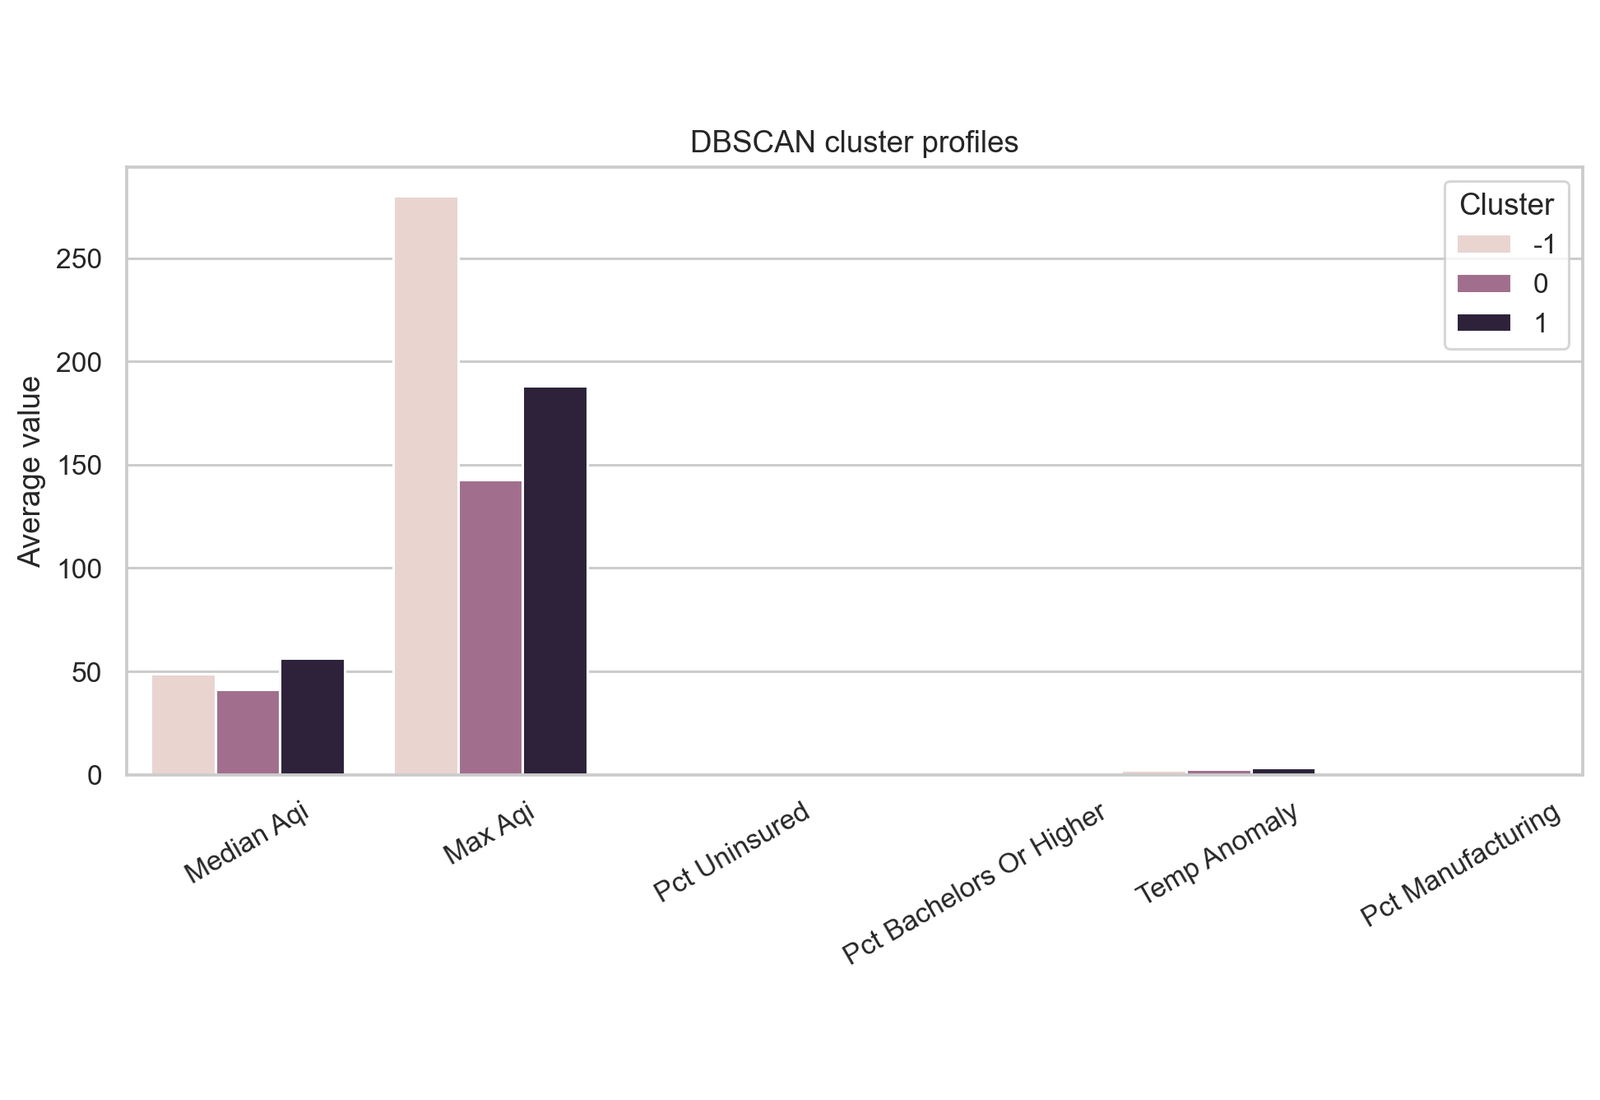 DBSCAN cluster profiles
Cluster
-1
0
1
Average value
250
200
150
100
50
0
Median Aqi
Max Aqi
Pct Uninsured
Pct Bachelors Or Higher
Temp Anomaly
Pct Manufacturing